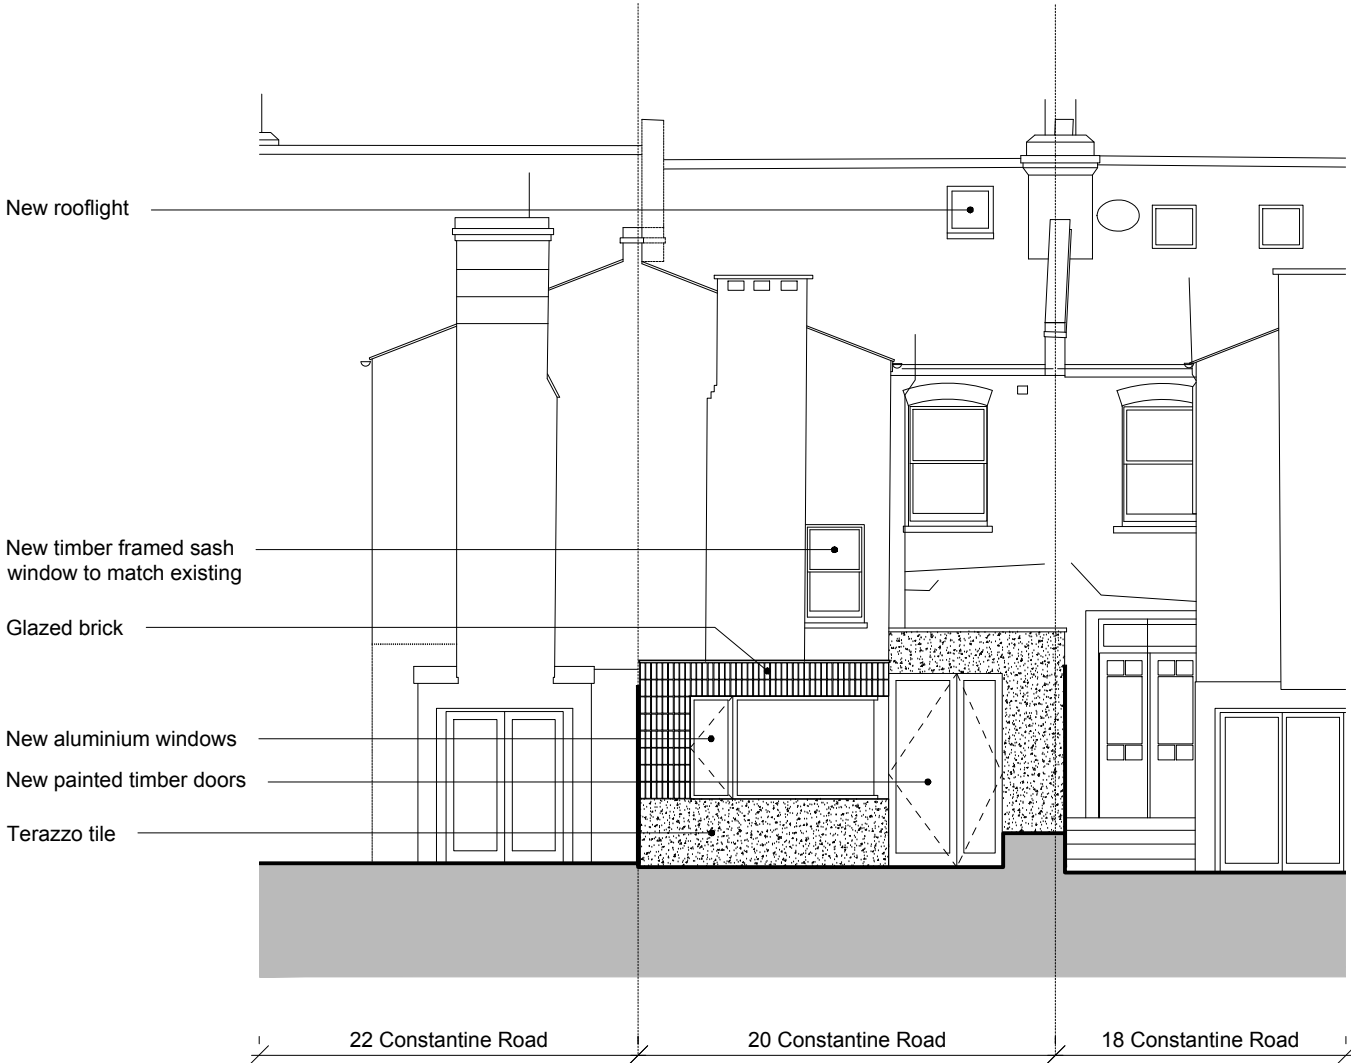 New rooflight
New timber framed sash
window to match existing
Glazed brick
New aluminium windows
New painted timber doors
Terazzo tile
22 Constantine Road
20 Constantine Road
18 Constantine Road